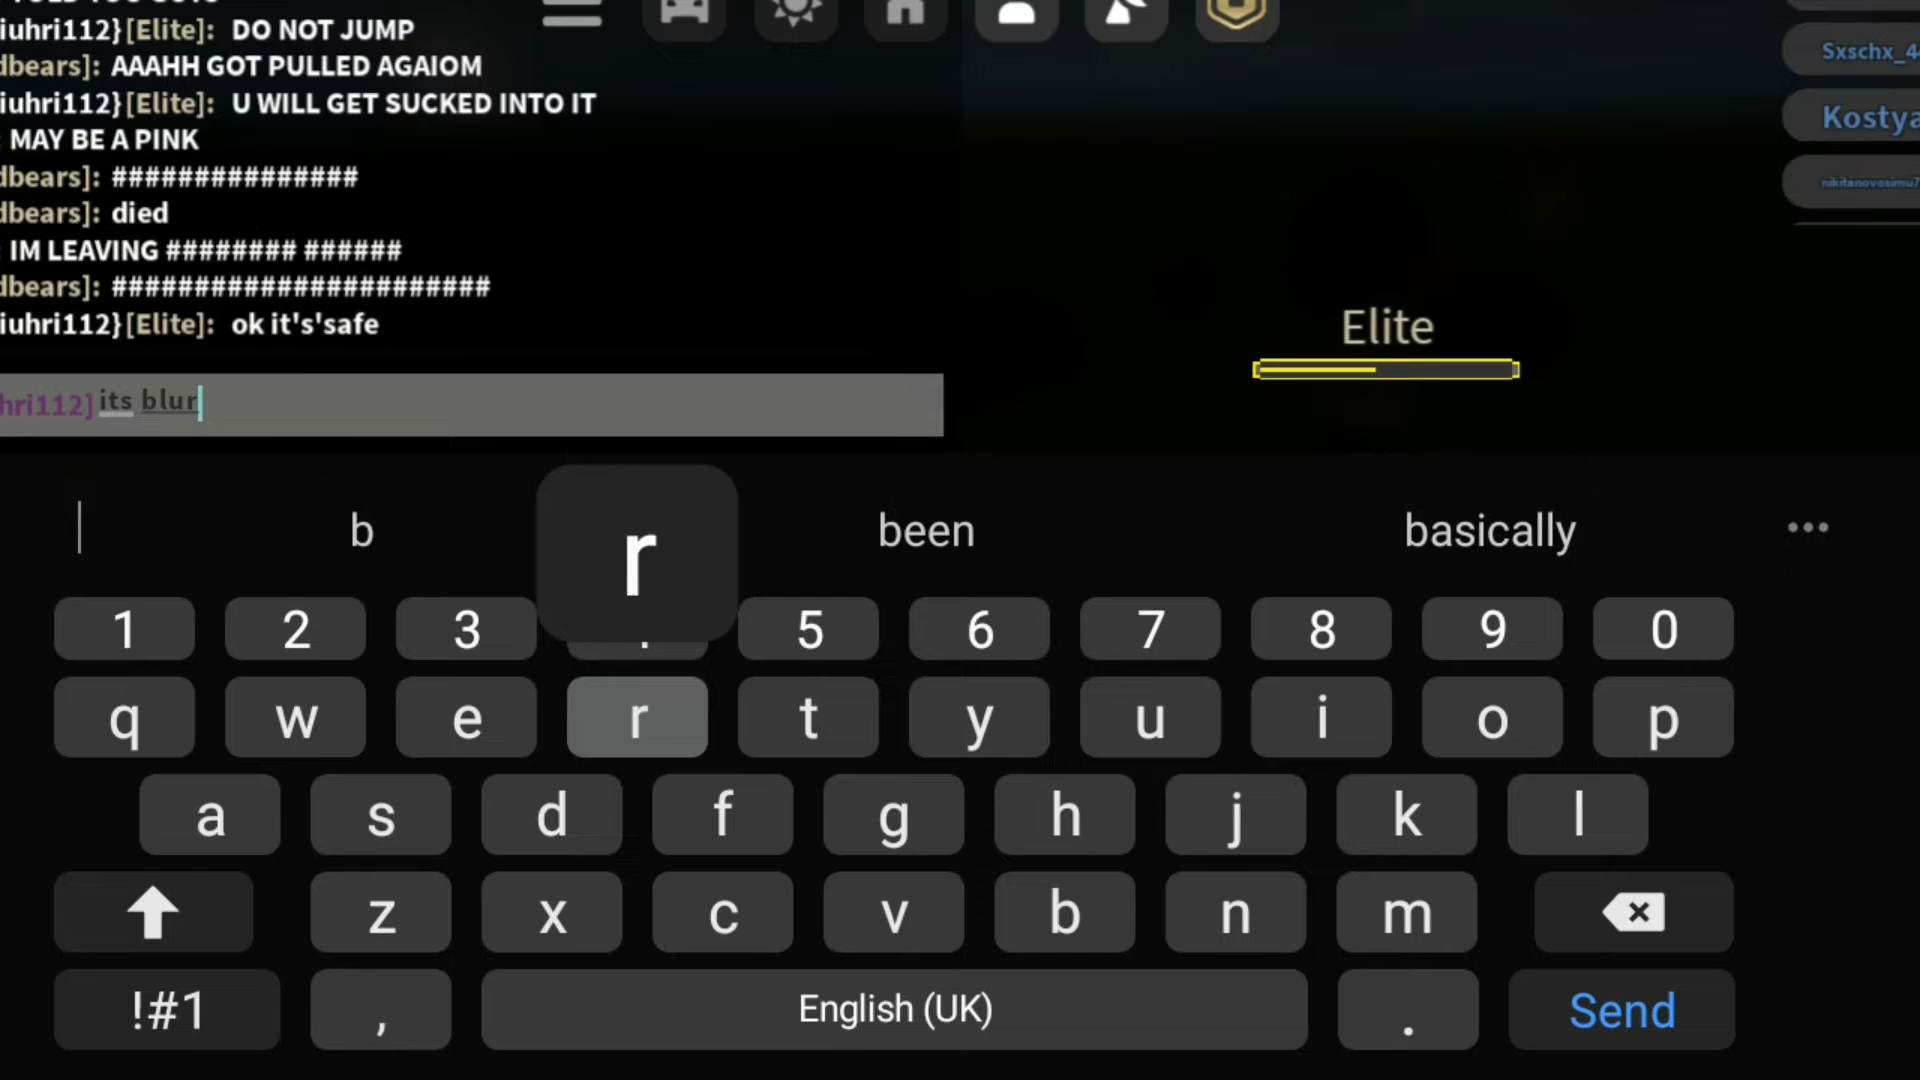 iuhri112}[Elite]: DO NOT JUMP
dbears]: AAAHH GOT PULLED AGAIOM
iuhri112}[Elite]: U WILL GET SUCKED INTO IT
: MAY BE A PINK
dbears]: ###############
dbears]: died
: IM LEAVING ######## ######
dbears]: #######################
iuhri112}[Elite]: ok it's'safe
hri112] its blur
Sxschx_4
Kostya
nikitanovosimu7
Elite
b
r
been
basically
•••
1 2 3 5 6 7 8 9 0
q w e r t y u i o p
a s d f g h j k l
z x c v b n m
!#1 , English (UK) . Send